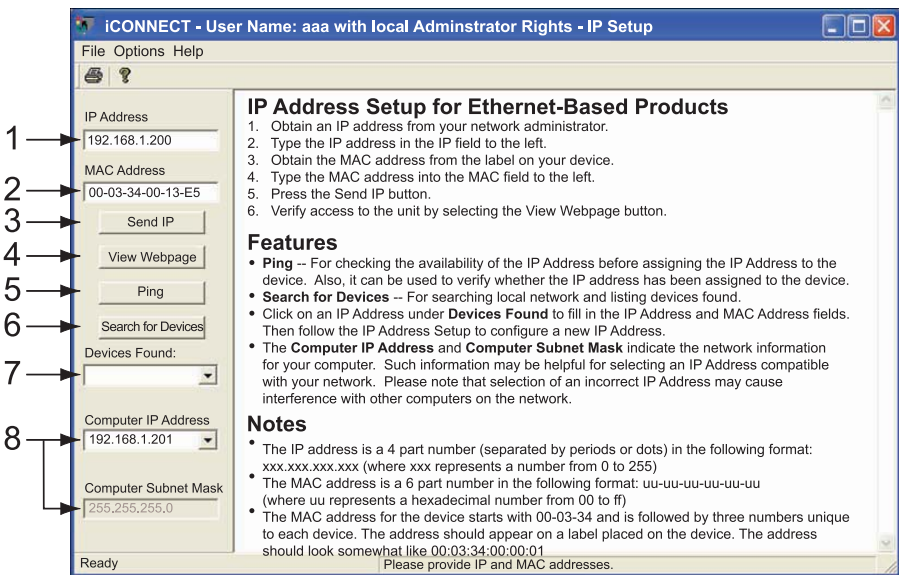 iCONNECT - User Name: aaa with local Adminstrator Rights - IP Setup
File Options Help
1
IP Address
192.168.1.200
2
MAC Address
00-03-34-00-13-E5
3
Send IP
4
View Webpage
5
Ping
6
Search for Devices
7
Devices Found:
8
Computer IP Address
192.168.1.201
Computer Subnet Mask
255.255.255.0
IP Address Setup for Ethernet-Based Products
1. Obtain an IP address from your network administrator.
2. Type the IP address in the IP field to the left.
3. Obtain the MAC address from the label on your device.
4. Type the MAC address into the MAC field to the left.
5. Press the Send IP button.
6. Verify access to the unit by selecting the View Webpage button.
Features
• Ping -- For checking the availability of the IP Address before assigning the IP Address to the
device. Also, it can be used to verify whether the IP address has been assigned to the device.
• Search for Devices -- For searching local network and listing devices found.
• Click on an IP Address under Devices Found to fill in the IP Address and MAC Address fields.
Then follow the IP Address Setup to configure a new IP Address.
• The Computer IP Address and Computer Subnet Mask indicate the network information
for your computer. Such information may be helpful for selecting an IP Address compatible
with your network. Please note that selection of an incorrect IP Address may cause
interference with other computers on the network.
Notes
• The IP address is a 4 part number (separated by periods or dots) in the following format:
xxx.xxx.xxx.xxx (where xxx represents a number from 0 to 255)
• The MAC address is a 6 part number in the following format: uu-uu-uu-uu-uu-uu
(where uu represents a hexadecimal number from 00 to ff)
• The MAC address for the device starts with 00-03-34 and is followed by three numbers unique
to each device. The address should appear on a label placed on the device. The address
should look somewhat like 00:03:34:00:00:01
Ready
Please provide IP and MAC addresses.